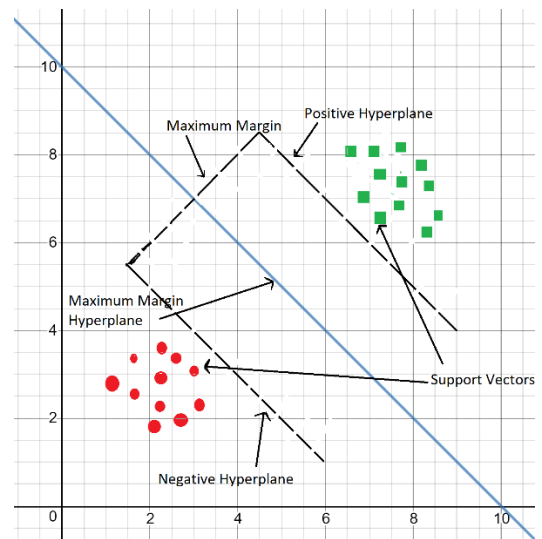 10
Positive Hyperplane
Maximum Margin
8
6
Maximum Margin
Hyperplane
4
Support Vectors
2
Negative Hyperplane
0
2
4
6
8
10